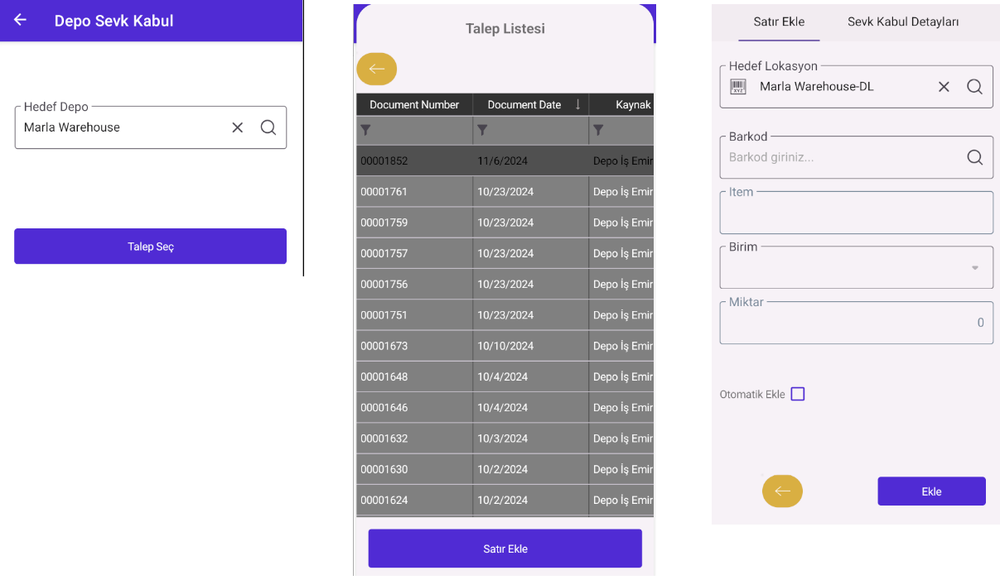 Depo Sevk Kabul
Hedef Depo
Marla Warehouse
Talep Seç
Talep Listesi
Document Number Document Date Kaynak
00001852 11/6/2024 Depo İş Emir
00001761 10/23/2024 Depo İş Emir
00001759 10/23/2024 Depo İş Emir
00001757 10/23/2024 Depo İş Emir
00001756 10/23/2024 Depo İş Emir
00001751 10/23/2024 Depo İş Emir
00001673 10/10/2024 Depo İş Emir
00001648 10/4/2024 Depo İş Emir
00001646 10/4/2024 Depo İş Emir
00001632 10/3/2024 Depo İş Emir
00001630 10/2/2024 Depo İş Emir
00001624 10/2/2024 Depo İş Emir
Satır Ekle
Satır Ekle Sevk Kabul Detayları
Hedef Lokasyon
XYZ Marla Warehouse-DL
Barkod
Barkod giriniz...
Item
Birim
Miktar
0
Otomatik Ekle
Ekle